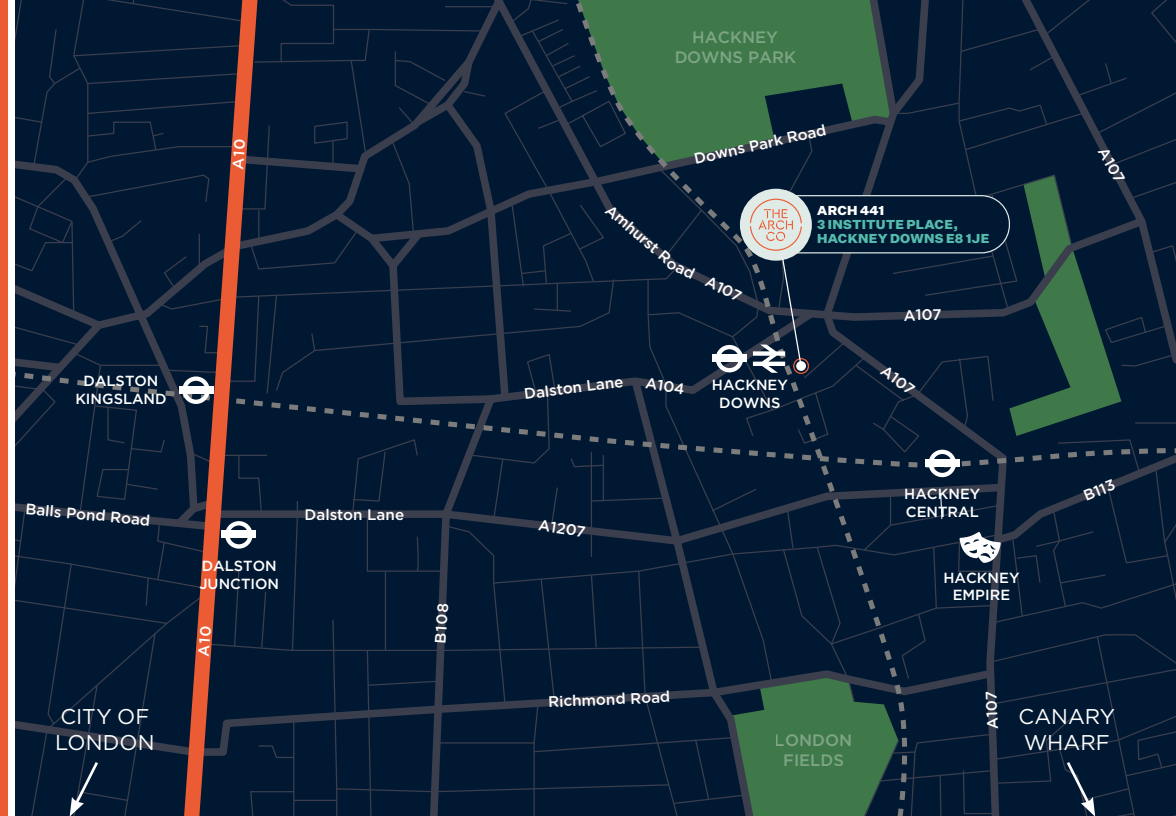 HACKNEY
DOWNS PARK
A10
Downs Park Road
A107
THE
ARCH
CO
ARCH 441
3 INSTITUTE PLACE,
HACKNEY DOWNS E8 1JE
Amhurst Road
A107
A107
DALSTON
KINGSLAND
Dalston Lane
A104
HACKNEY
DOWNS
A107
HACKNEY
CENTRAL
B113
Balls Pond Road
Dalston Lane
A1207
DALSTON
JUNCTION
HACKNEY
EMPIRE
A10
B108
Richmond Road
A107
CITY OF
LONDON
LONDON
FIELDS
CANARY
WHARF